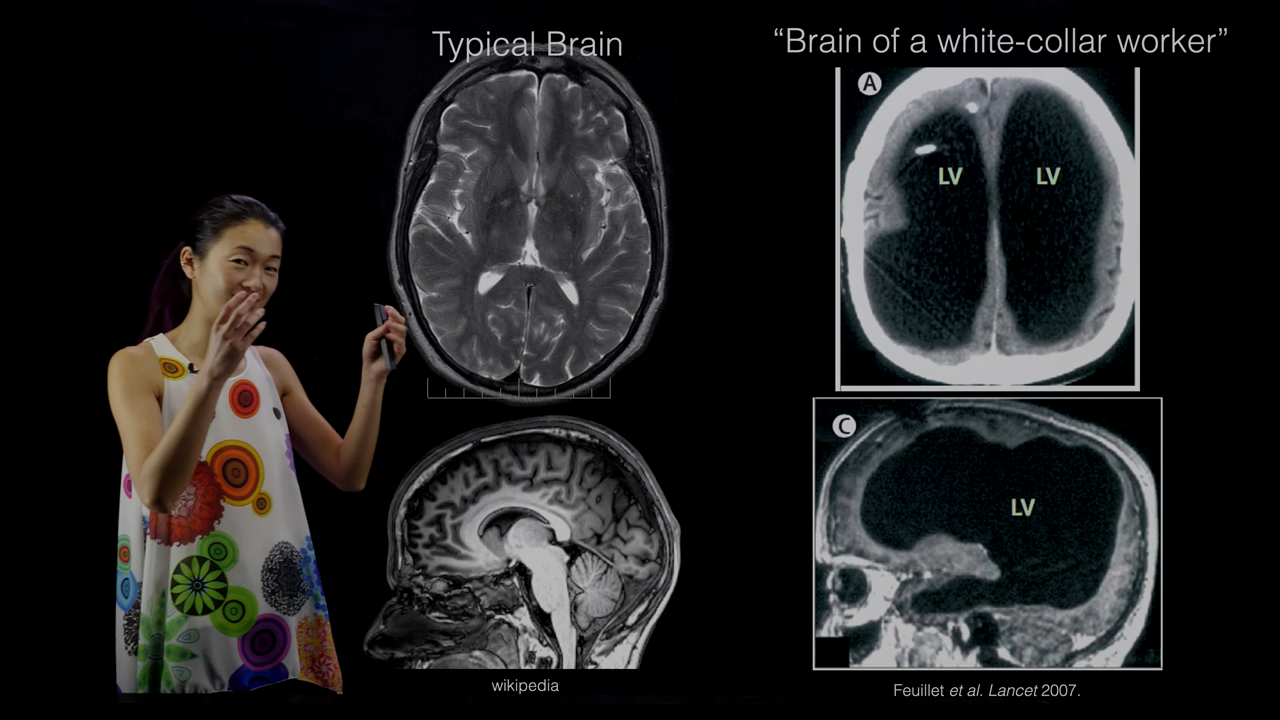 Typical Brain
“Brain of a white-collar worker”
A
LV LV
C
LV
wikipedia
Feuillet et al. Lancet 2007.